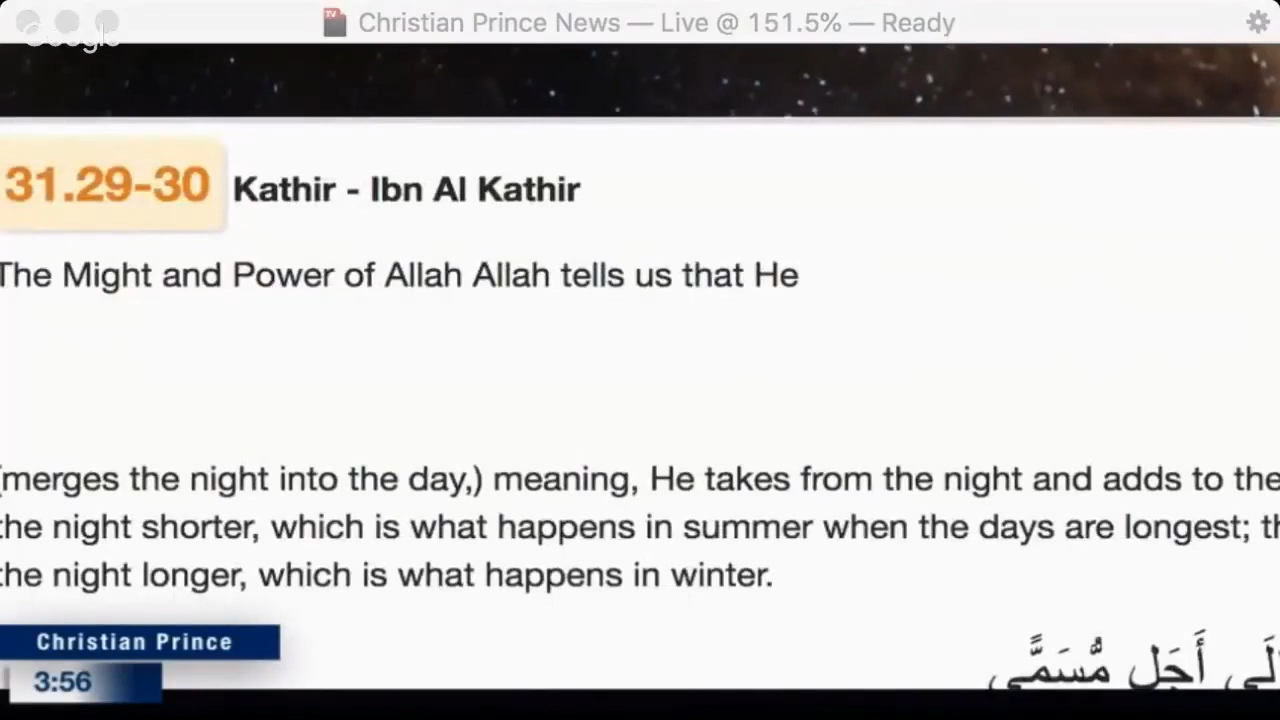 Christian Prince News — Live @ 151.5% — Ready
Google
31.29-30 Kathir - Ibn Al Kathir
The Might and Power of Allah Allah tells us that He
(merges the night into the day,) meaning, He takes from the night and adds to the
the night shorter, which is what happens in summer when the days are longest;
the night longer, which is what happens in winter.
أَجَلٍ مُّسَمًّى
Christian Prince
3:56